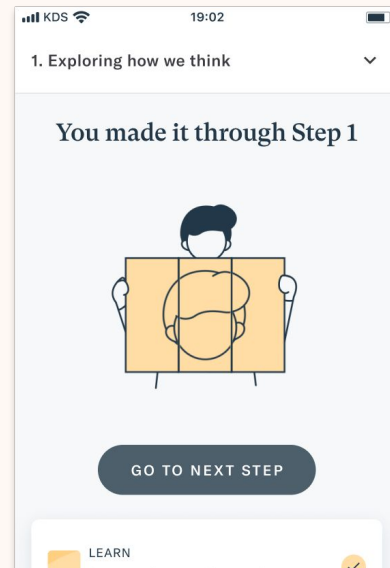 KDS
19:02
1. Exploring how we think
You made it through Step 1
GO TO NEXT STEP
LEARN